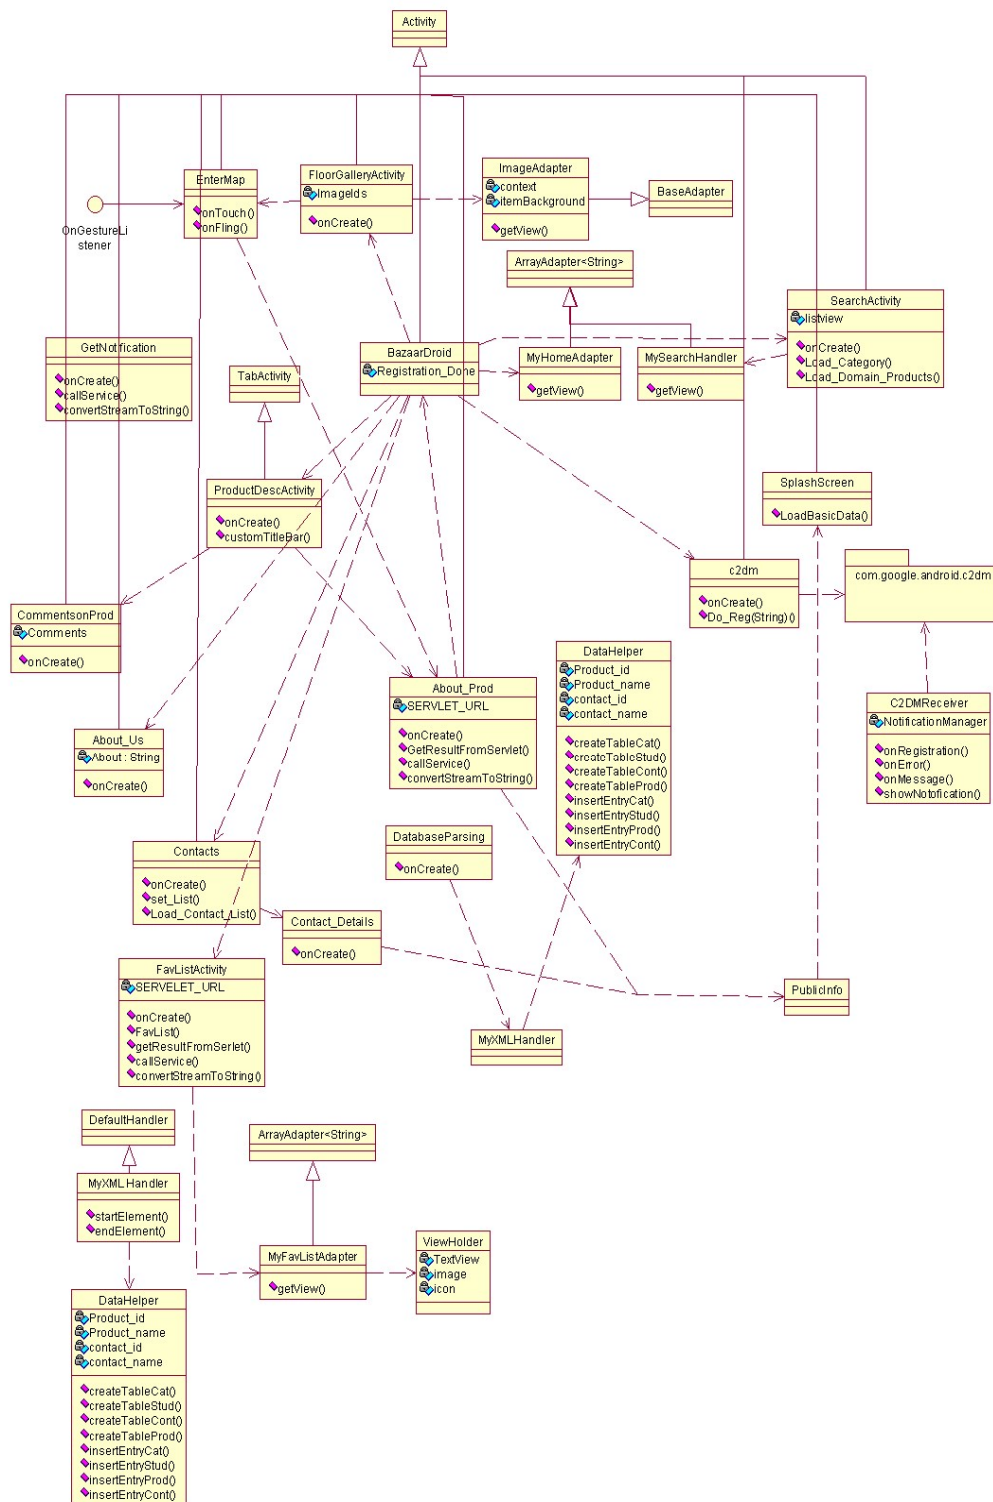 Activity
EnterMap
onTouch()
onFling()
OnGestureLi
stener
FloorGalleryActivity
ImageIds
onCreate()
ImageAdapter
context
itemBackground
getView()
BaseAdapter
ArrayAdapter<String>
SearchActivity
listview
onCreate()
Load_Category()
Load_Domain_Products()
GetNotification
onCreate()
callService()
convertStreamToString()
BazaarDroid
Registration_Done
MyHomeAdapter
getView()
MySearchHandler
getView()
TabActivity
ProductDescActivity
onCreate()
customTitleBar()
SplashScreen
LoadBasicData()
c2dm
onCreate()
Do_Reg(String)()
com.google.android.c2dm
CommentsonProd
Comments
onCreate()
About_Us
About : String
onCreate()
About_Prod
SERVLET_URL
onCreate()
GetResultFromServlet()
callService()
convertStreamToString()
DataHelper
Product_id
Product_name
contact_id
contact_name
createTableCat()
createTableStud()
createTableCont()
createTableProd()
insertEntryCat()
insertEntryStud()
insertEntryProd()
insertEntryCont()
C2DMReceiver
NotificationManager
onRegistration()
onError()
onMessage()
showNotofication()
DatabaseParsing
onCreate()
Contacts
onCreate()
set_List()
Load_Contact_List()
Contact_Details
onCreate()
FavListActivity
SERVELET_URL
onCreate()
FavList()
getResultFromSerlet()
callService()
convertStreamToString()
PublicInfo
MyXMLHandler
DefaultHandler
MyXMLHandler
startElement()
endElement()
ArrayAdapter<String>
MyFavListAdapter
getView()
ViewHolder
TextView
image
icon
DataHelper
Product_id
Product_name
contact_id
contact_name
createTableCat()
createTableStud()
createTableCont()
createTableProd()
insertEntryCat()
insertEntryStud()
insertEntryProd()
insertEntryCont()